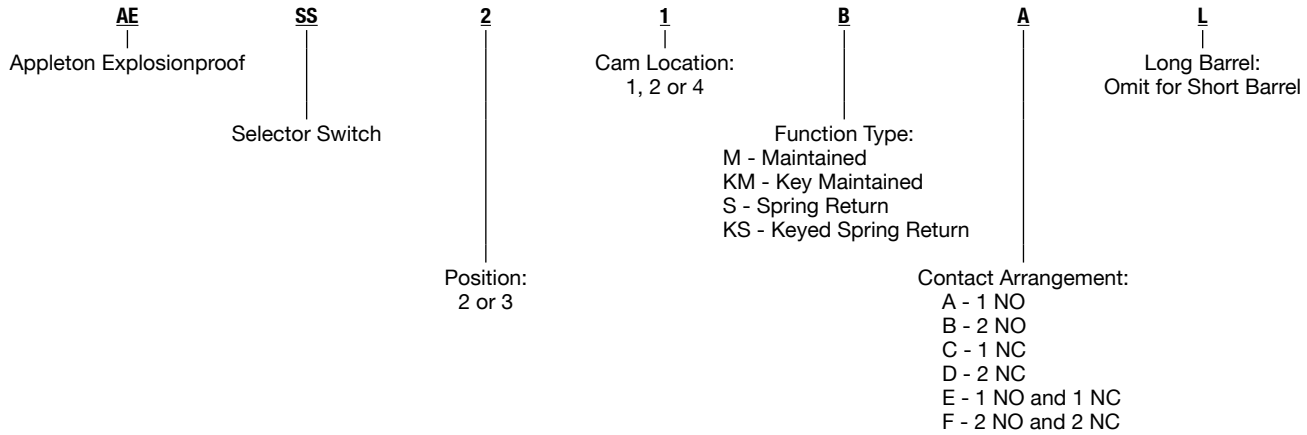 AE SS 2 1 B A L
Appleton Explosionproof
Selector Switch
Position:
2 or 3
Cam Location:
1, 2 or 4
Function Type:
M - Maintained
KM - Key Maintained
S - Spring Return
KS - Keyed Spring Return
Contact Arrangement:
A - 1 NO
B - 2 NO
C - 1 NC
D - 2 NC
E - 1 NO and 1 NC
F - 2 NO and 2 NC
Long Barrel:
Omit for Short Barrel